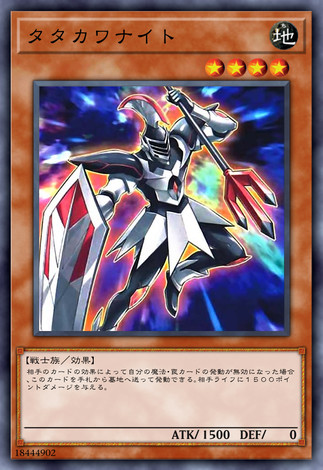 タタカワナイト
地
【戦士族／効果】
相手のカードの効果によって自分の魔法・罠カードの発動が無効になった場合
、このカードを手札から墓地へ送って発動できる。相手ライフに１５００ポイ
ントダメージを与える。
ATK/ 1500 DEF/ 0
18444902